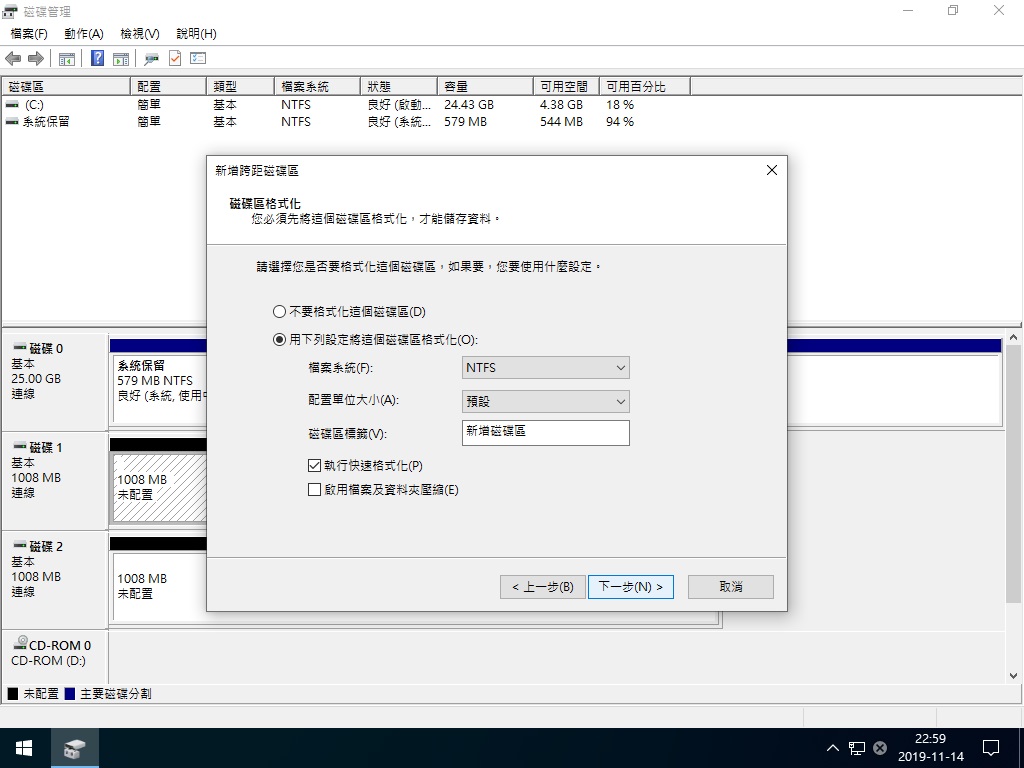 磁碟管理
檔案(F) 動作(A) 檢視(V) 說明(H)
磁碟區 配置 類型 檔案系統 狀態 容量 可用空間 可用百分比
(C:) 簡單 基本 NTFS 良好 (啟動... 24.43 GB 4.38 GB 18 %
系統保留 簡單 基本 NTFS 良好 (系統... 579 MB 544 MB 94 %
新增跨距磁碟區
磁碟區格式化
您必須先將這個磁碟區格式化，才能儲存資料。
請選擇您是否要格式化這個磁碟區，如果要，您要使用什麼設定。
不要格式化這個磁碟區(D)
用下列設定將這個磁碟區格式化(O):
檔案系統(F): NTFS
配置單位大小(A): 預設
磁碟區標籤(V): 新增磁碟區
執行快速格式化(P)
啟用檔案及資料夾壓縮(E)
< 上一步(B) 下一步(N) > 取消
磁碟 0
基本
25.00 GB
連線
系統保留
579 MB NTFS
良好 (系統, 使用中
磁碟 1
基本
1008 MB
連線
1008 MB
未配置
磁碟 2
基本
1008 MB
連線
1008 MB
未配置
CD-ROM 0
CD-ROM (D:)
未配置 主要磁碟分割
22:59
2019-11-14